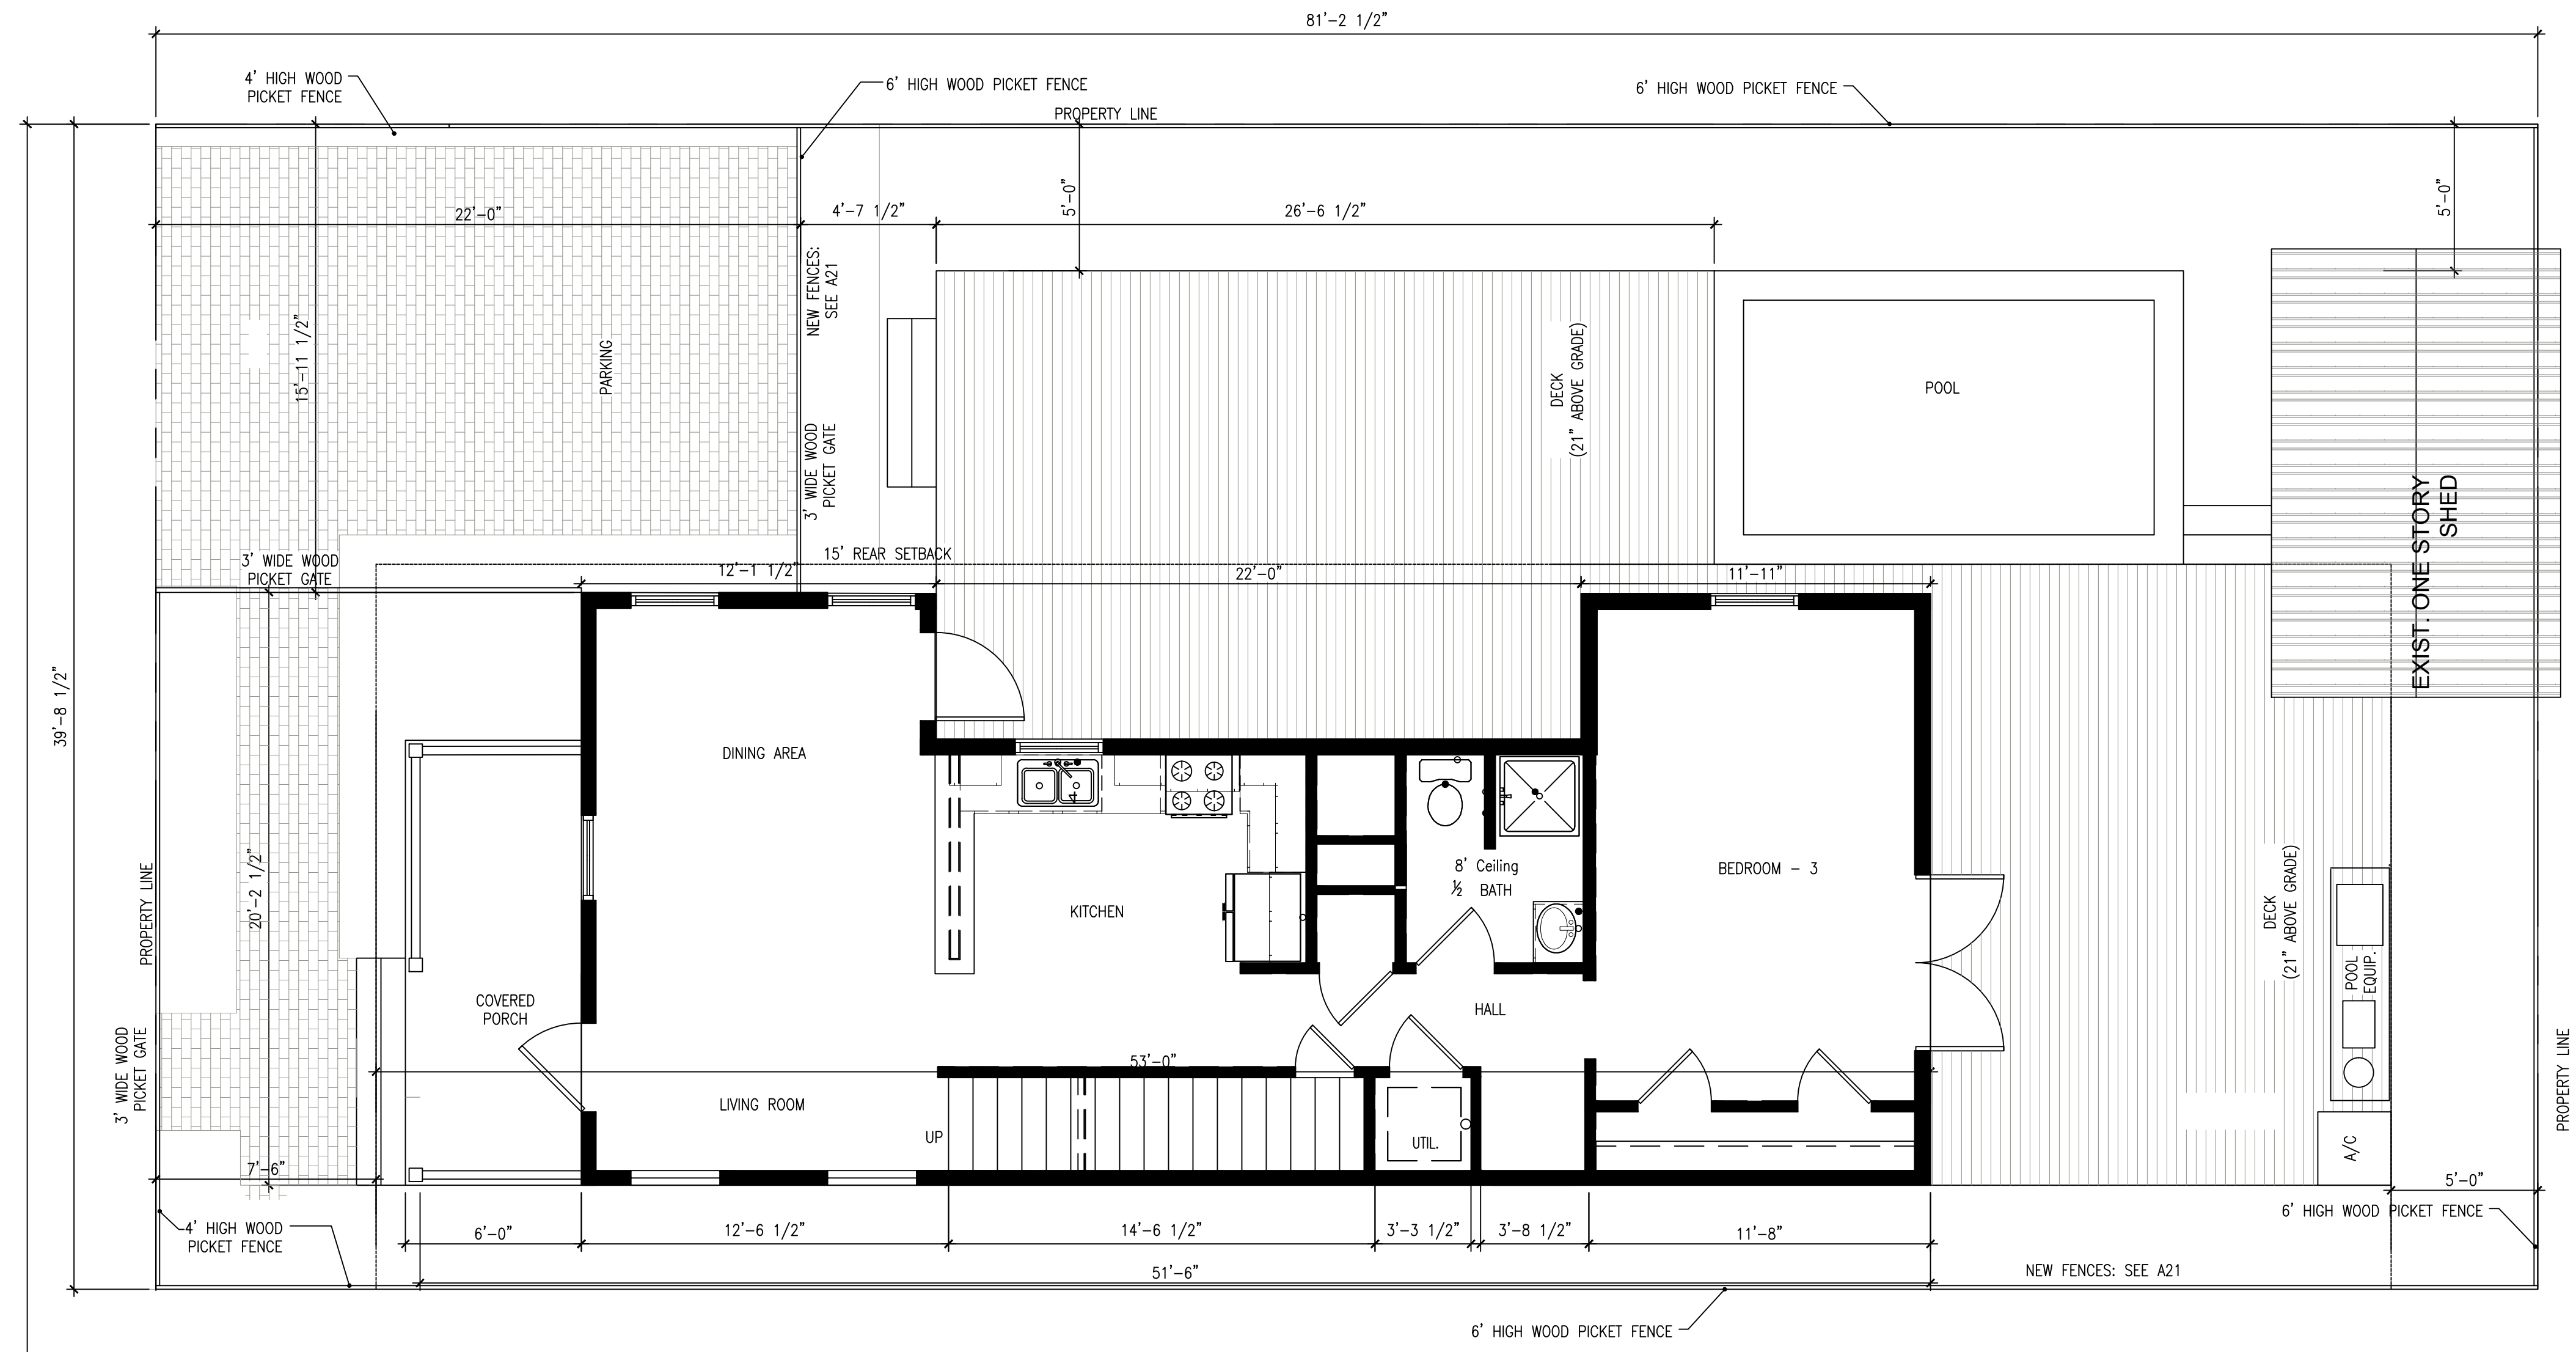 81'-2 1/2"
4' HIGH WOOD
PICKET FENCE
6' HIGH WOOD PICKET FENCE
6' HIGH WOOD PICKET FENCE
PROPERTY LINE
22'-0"
4'-7 1/2"
5'-0"
26'-6 1/2"
5'-0"
NEW FENCES:
SEE A21
15'-11 1/2"
PARKING
DECK
(21" ABOVE GRADE)
POOL
3' WIDE WOOD
PICKET GATE
EXIST. ONE STORY
SHED
15' REAR SETBACK
3' WIDE WOOD
PICKET GATE
12'-1 1/2"
22'-0"
11'-11"
39'-8 1/2"
DINING AREA
8' Ceiling
½ BATH
BEDROOM - 3
PROPERTY LINE
20'-2 1/2"
KITCHEN
DECK
(21" ABOVE GRADE)
POOL
EQUIP.
COVERED
PORCH
HALL
3' WIDE WOOD
PICKET GATE
53'-0"
PROPERTY LINE
LIVING ROOM
UP
UTIL.
A/C
7'-6"
5'-0"
4' HIGH WOOD
PICKET FENCE
6' HIGH WOOD PICKET FENCE
6'-0"
12'-6 1/2"
14'-6 1/2"
3'-3 1/2"
3'-8 1/2"
11'-8"
51'-6"
NEW FENCES: SEE A21
6' HIGH WOOD PICKET FENCE